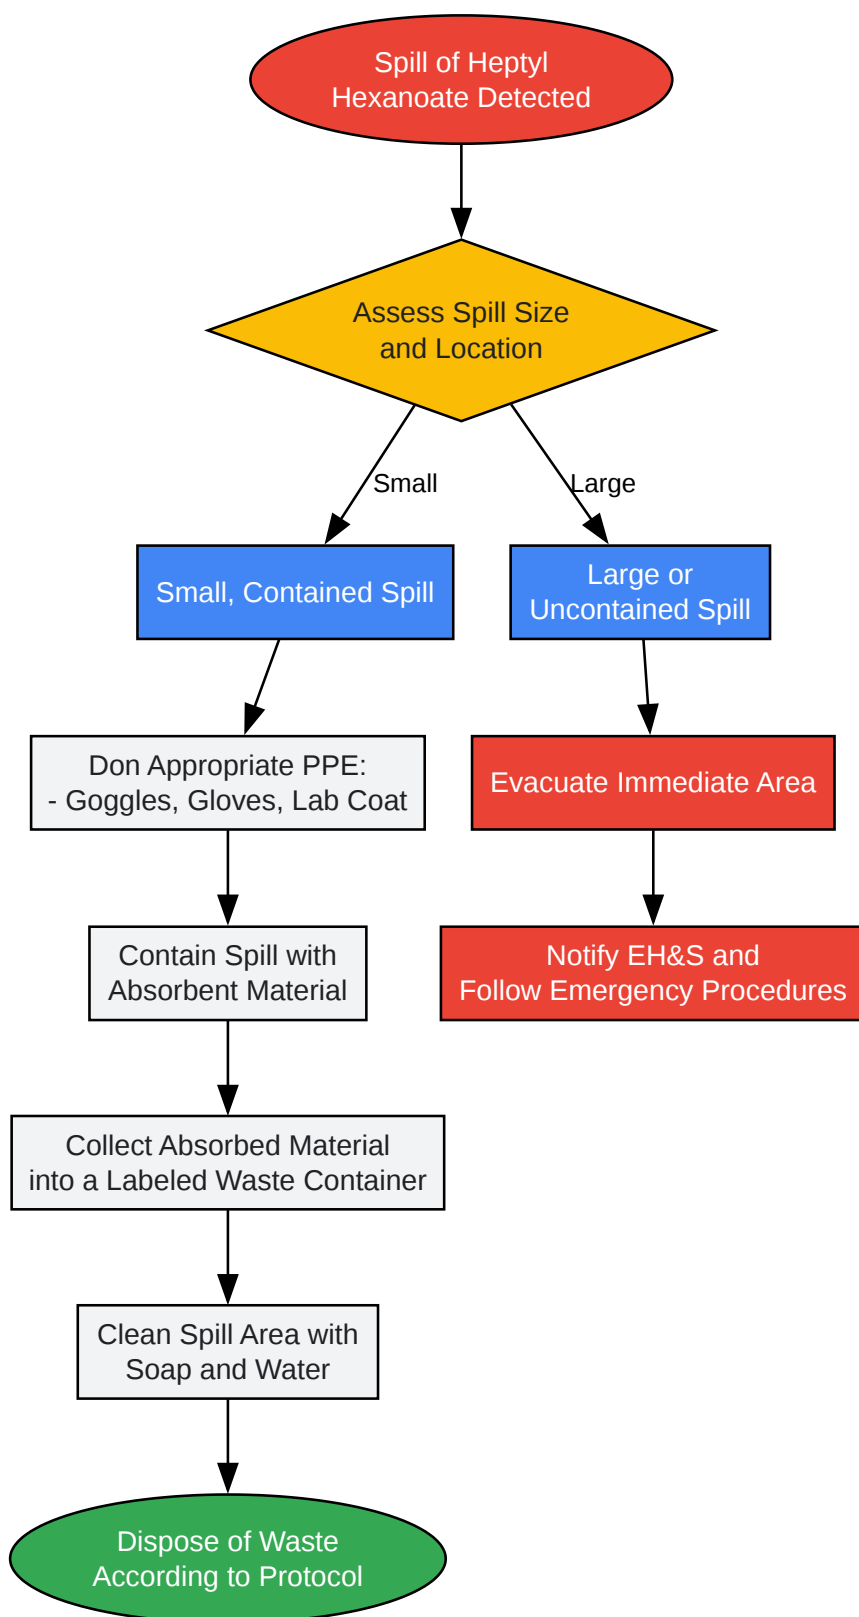 Spill of Heptyl
Hexanoate Detected
Assess Spill Size
and Location
Small
Large
Small, Contained Spill
Large or
Uncontained Spill
Don Appropriate PPE:
- Goggles, Gloves, Lab Coat
Evacuate Immediate Area
Contain Spill with
Absorbent Material
Notify EH&S and
Follow Emergency Procedures
Collect Absorbed Material
into a Labeled Waste Container
Clean Spill Area with
Soap and Water
Dispose of Waste
According to Protocol